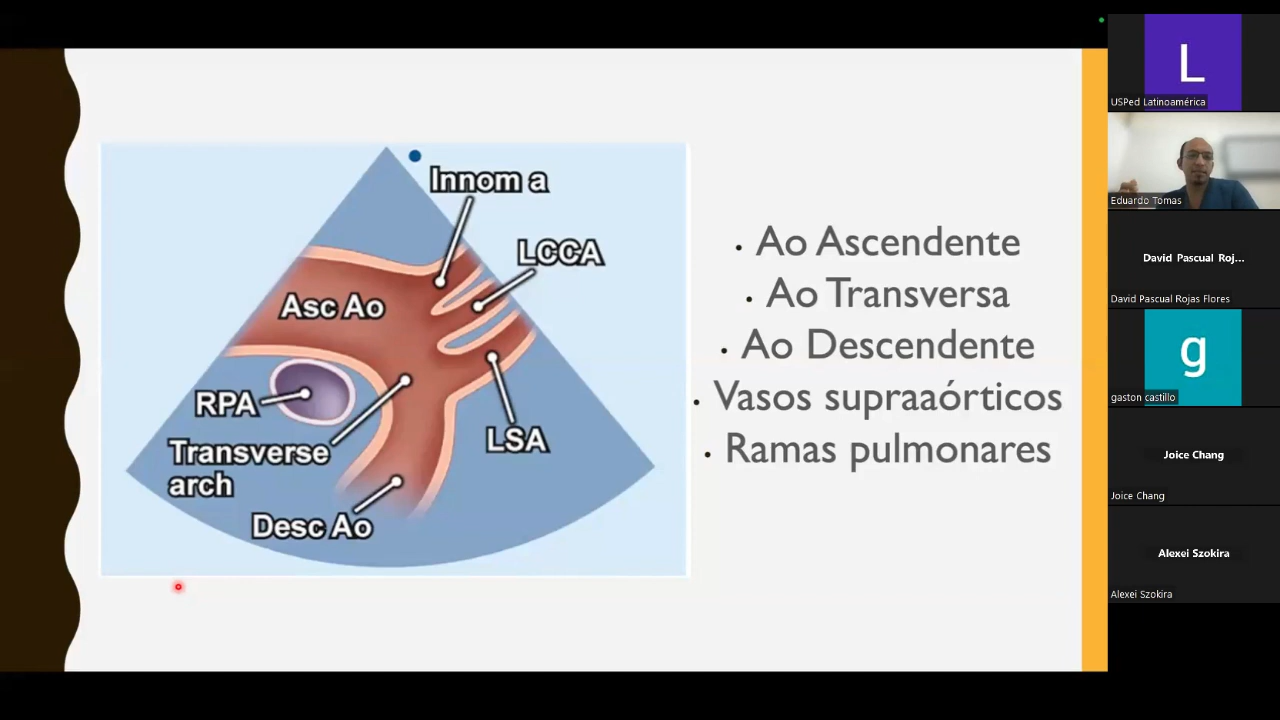 Innom a
LCCA
Asc Ao
RPA
Transverse
arch
LSA
Desc Ao
• Ao Ascendente
• Ao Transversa
• Ao Descendente
• Vasos supraaórticos
• Ramas pulmonares
L
USPed Latinoamérica
Eduardo Tomas
David Pascual Roj...
David Pascual Rojas Flores
g
gaston castillo
Joice Chang
Joice Chang
Alexei Szokira
Alexei Szokira